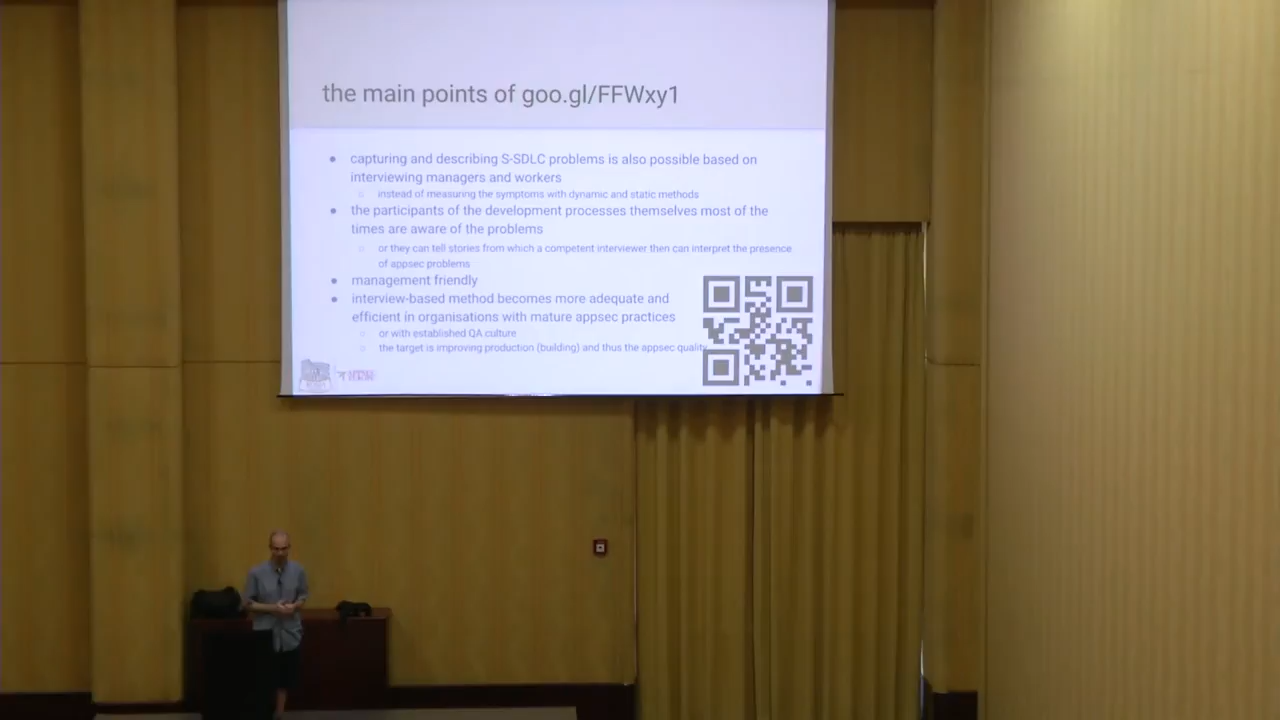 the main points of goo.gl/FFWxy1
● capturing and describing S-SDLC problems is also possible based on
interviewing managers and workers
○ instead of measuring the symptoms with dynamic and static methods
● the participants of the development processes themselves most of the
times are aware of the problems
○ or they can tell stories from which a competent interviewer then can interpret the presence
of appsec problems
● management friendly
● interview-based method becomes more adequate and
efficient in organisations with mature appsec practices
○ or with established QA culture
○ the target is improving production (building) and thus the appsec quality